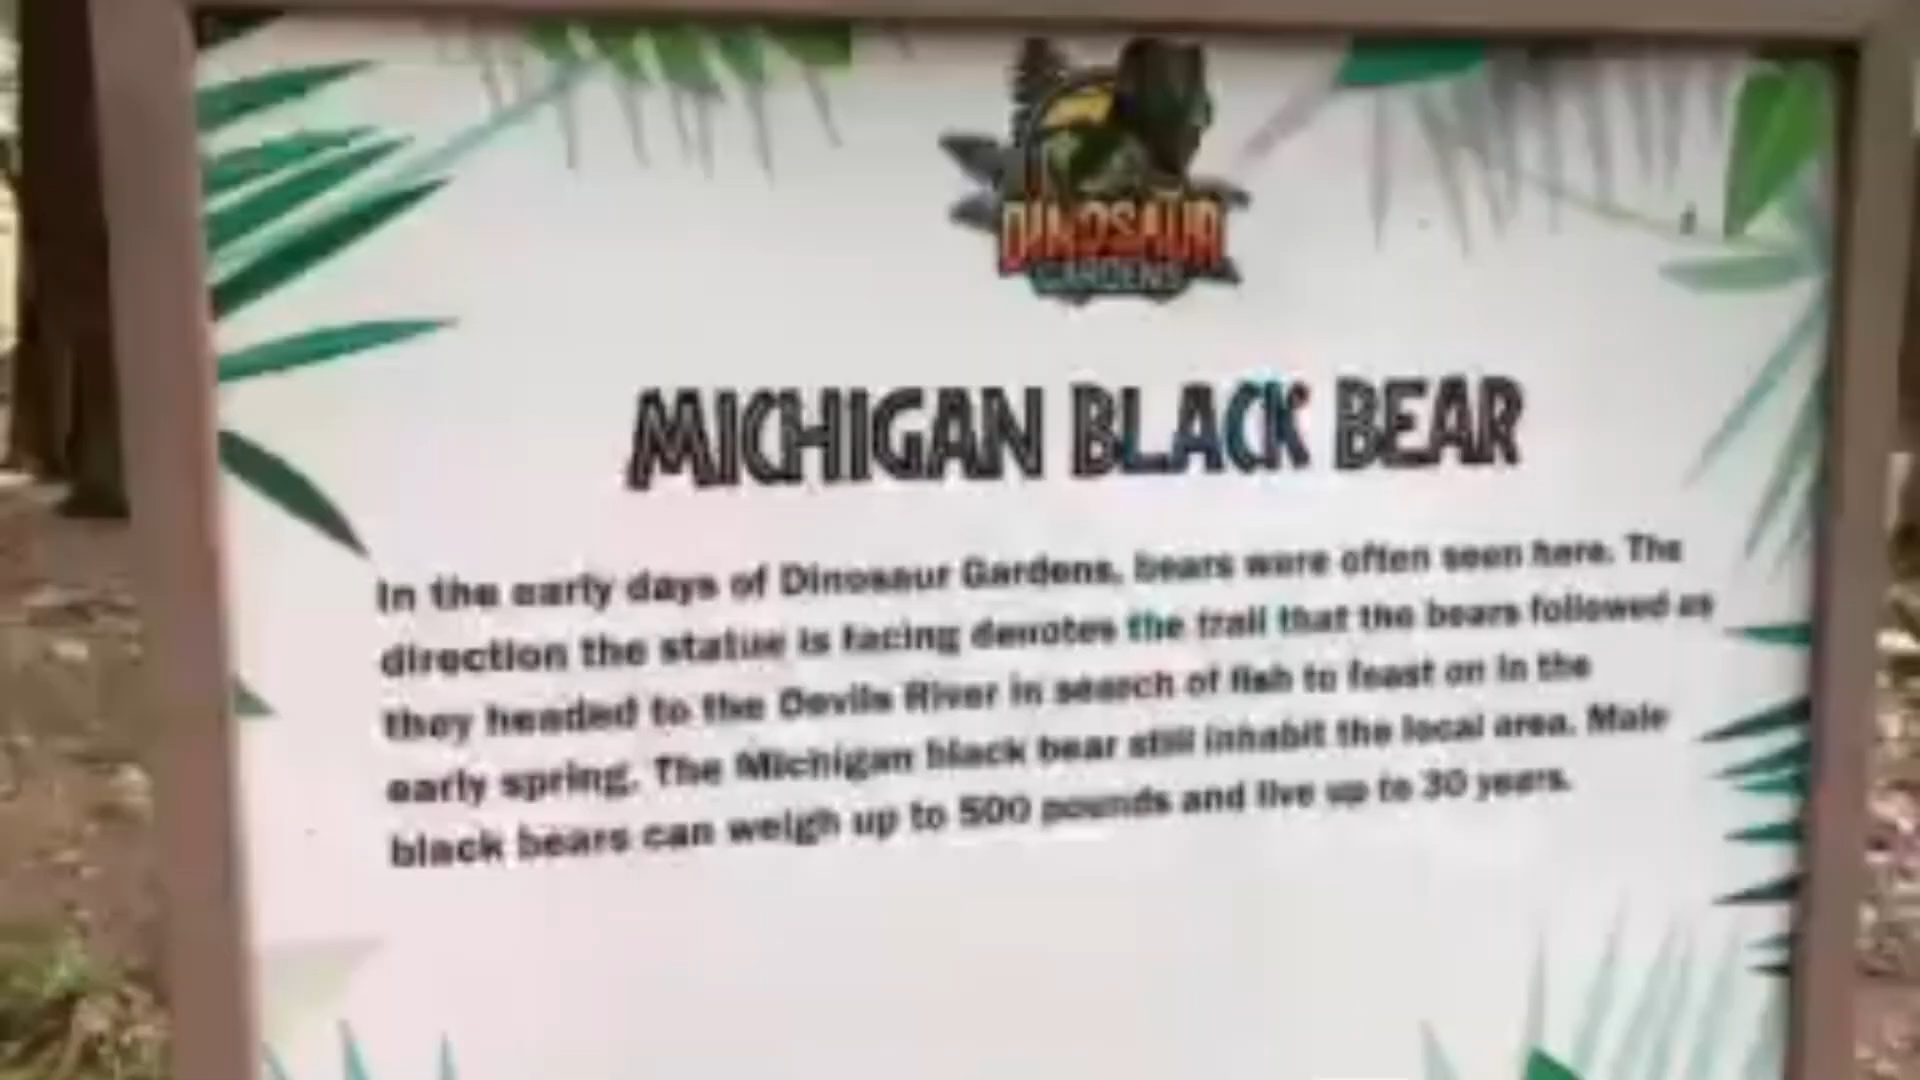 DINOSAUR
GARDENS
MICHIGAN BLACK BEAR
In the early days of Dinosaur Gardens, bears were often seen here. The
direction the statue is facing denotes the trail that the bears followed as
they headed to the Devils River in search of fish to feast on in the
early spring. The Michigan black bear still inhabit the local area. Male
black bears can weigh up to 500 pounds and live up to 30 years.